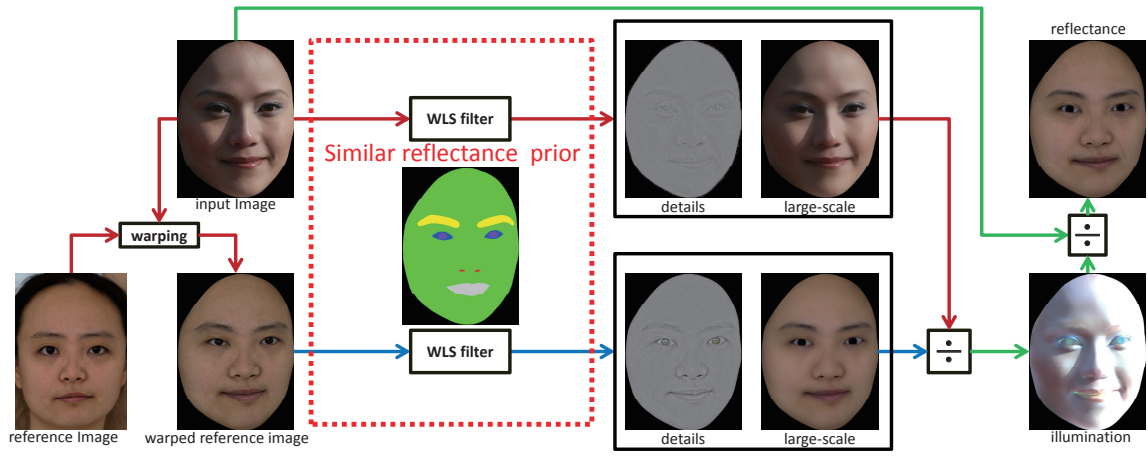 reflectance
WLS filter
Similar reflectance prior
input Image
details
large-scale
warping
÷
WLS filter
÷
reference Image
warped reference image
details
large-scale
illumination